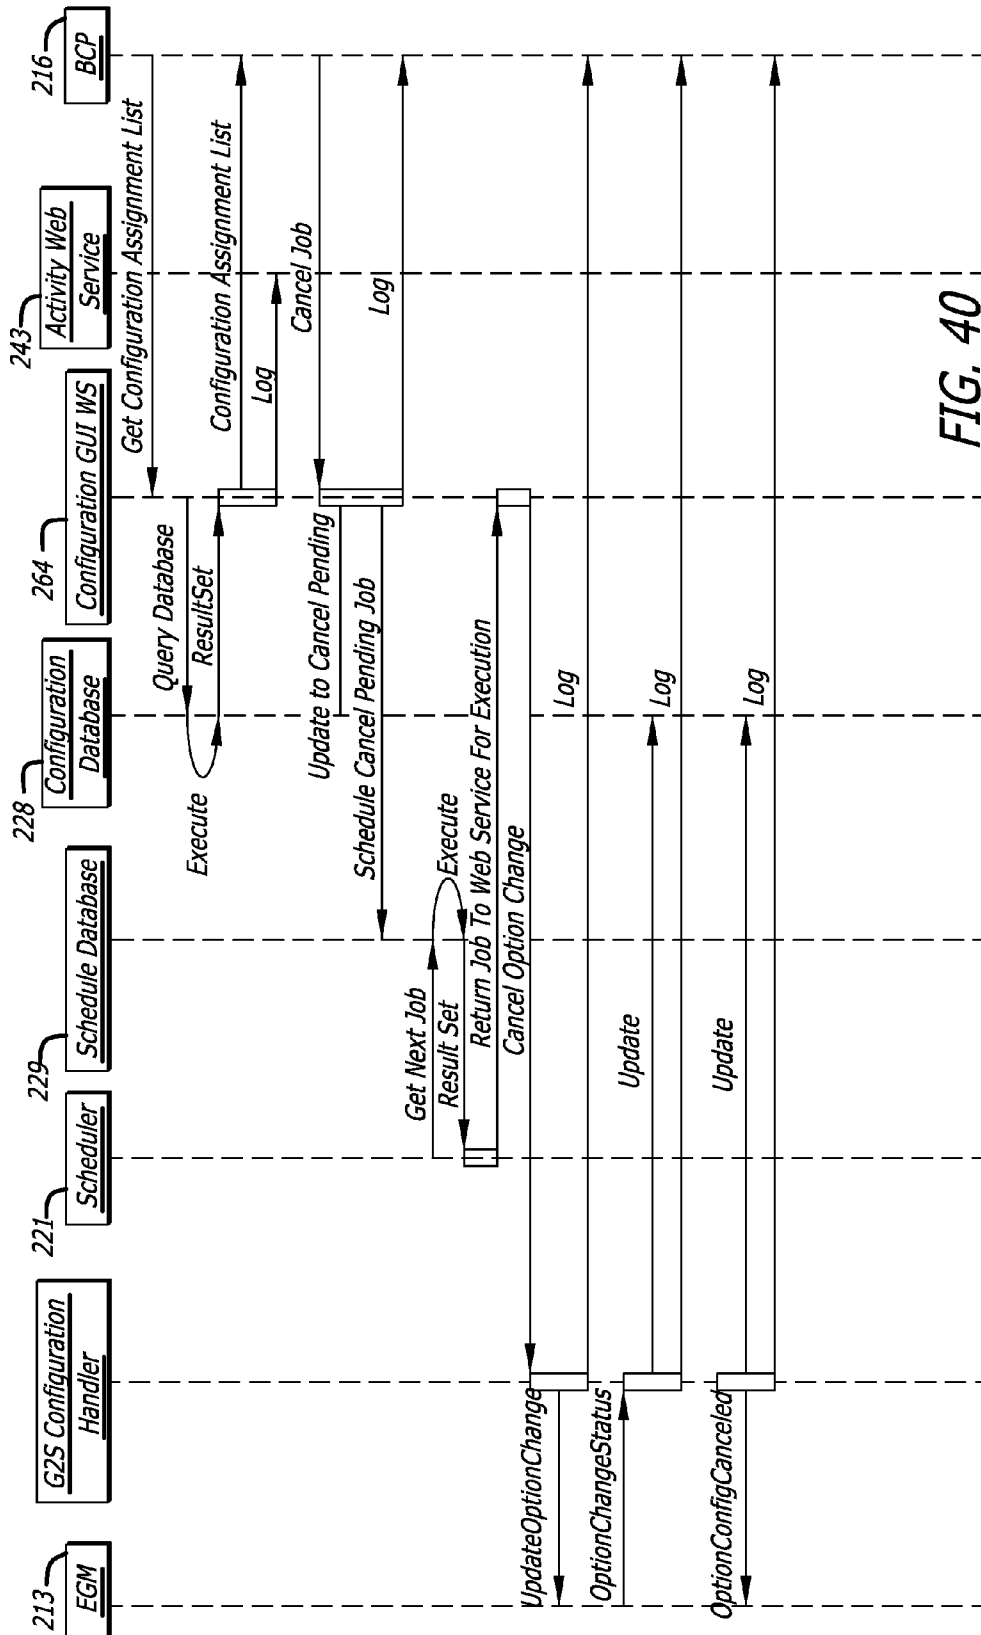 213
EGM
G2S Configuration
Handler
221
Scheduler
229
Schedule Database
228
Configuration
Database
264
Configuration GUI WS
243
Activity Web
Service
216
BCP
Get Configuration Assignment List
Query Database
Execute
ResultSet
Configuration Assignment List
Log
Cancel Job
Update to Cancel Pending
Schedule Cancel Pending Job
Log
Get Next Job
Execute
Result Set
Return Job To Web Service For Execution
Cancel Option Change
UpdateOptionChange
Log
OptionChangeStatus
Update
Log
OptionConfigCanceled
Update
Log
FIG. 40